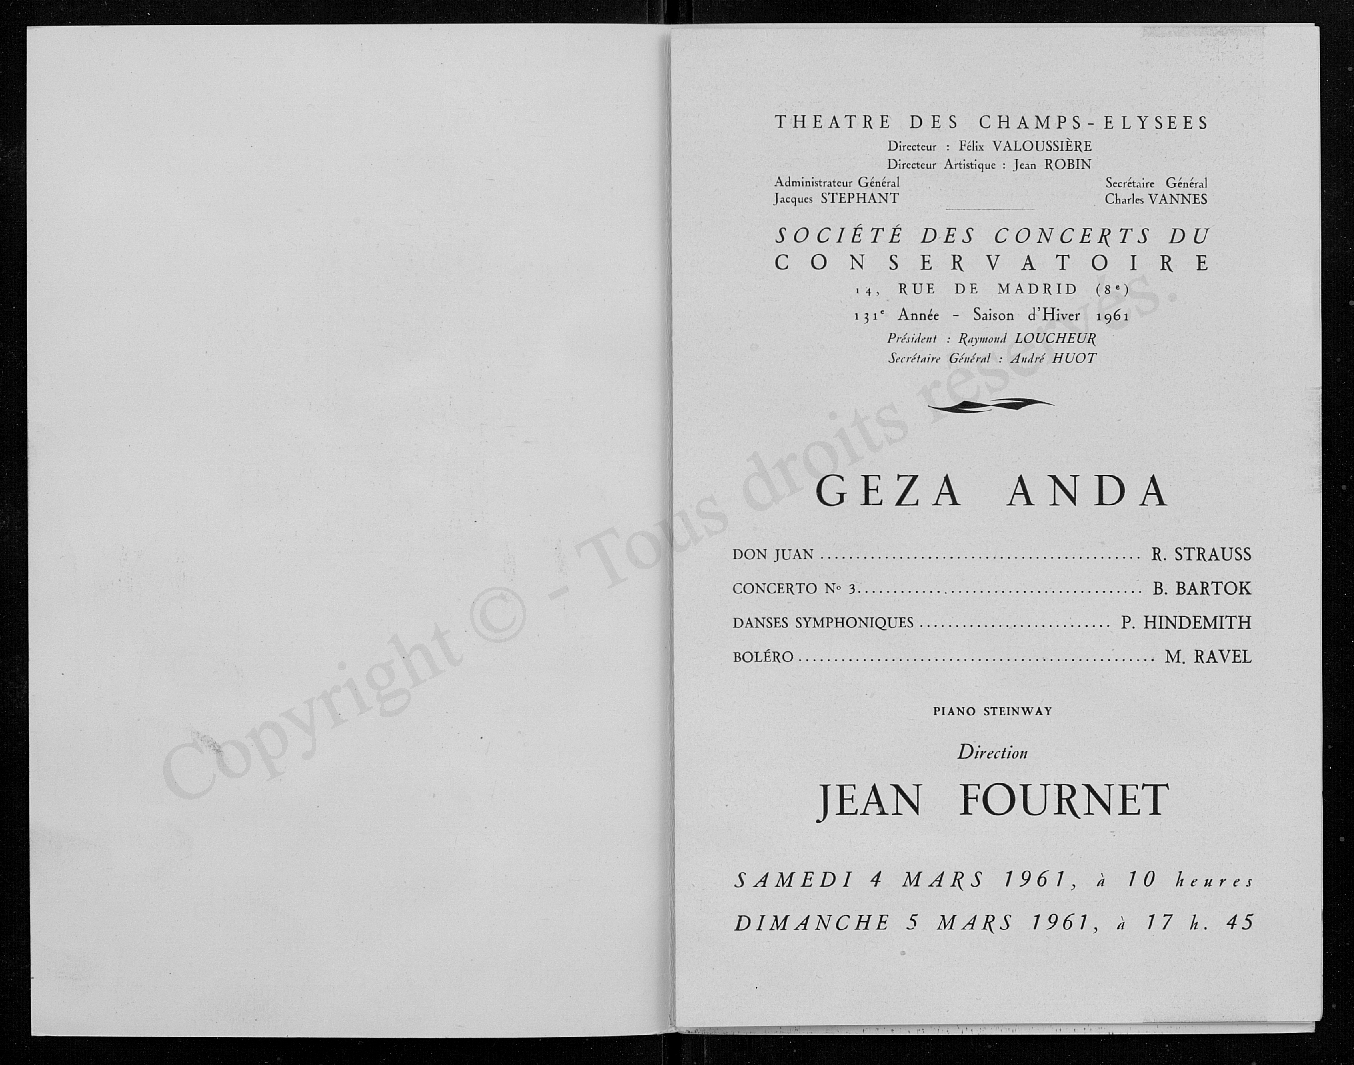 THEATRE DES CHAMPS-ELYSEES
Directeur : Félix VALOUSSIÈRE
Directeur Artistique : Jean ROBIN
Administrateur Général Secrétaire Général
Jacques STEPHANT Charles VANNES
SOCIÉTÉ DES CONCERTS DU
CONSERVATOIRE
14, RUE DE MADRID (8e)
131e Année - Saison d'Hiver 1961
Président : Raymond LOUCHEUR
Secrétaire Général : André HUOT
GEZA ANDA
DON JUAN ............................................. R. STRAUSS
CONCERTO No 3........................................ B. BARTOK
DANSES SYMPHONIQUES ........................... P. HINDEMITH
BOLÉRO .................................................. M. RAVEL
PIANO STEINWAY
Direction
JEAN FOURNET
SAMEDI 4 MARS 1961, à 10 heures
DIMANCHE 5 MARS 1961, à 17 h. 45
Copyright © - Tous droits réservés.